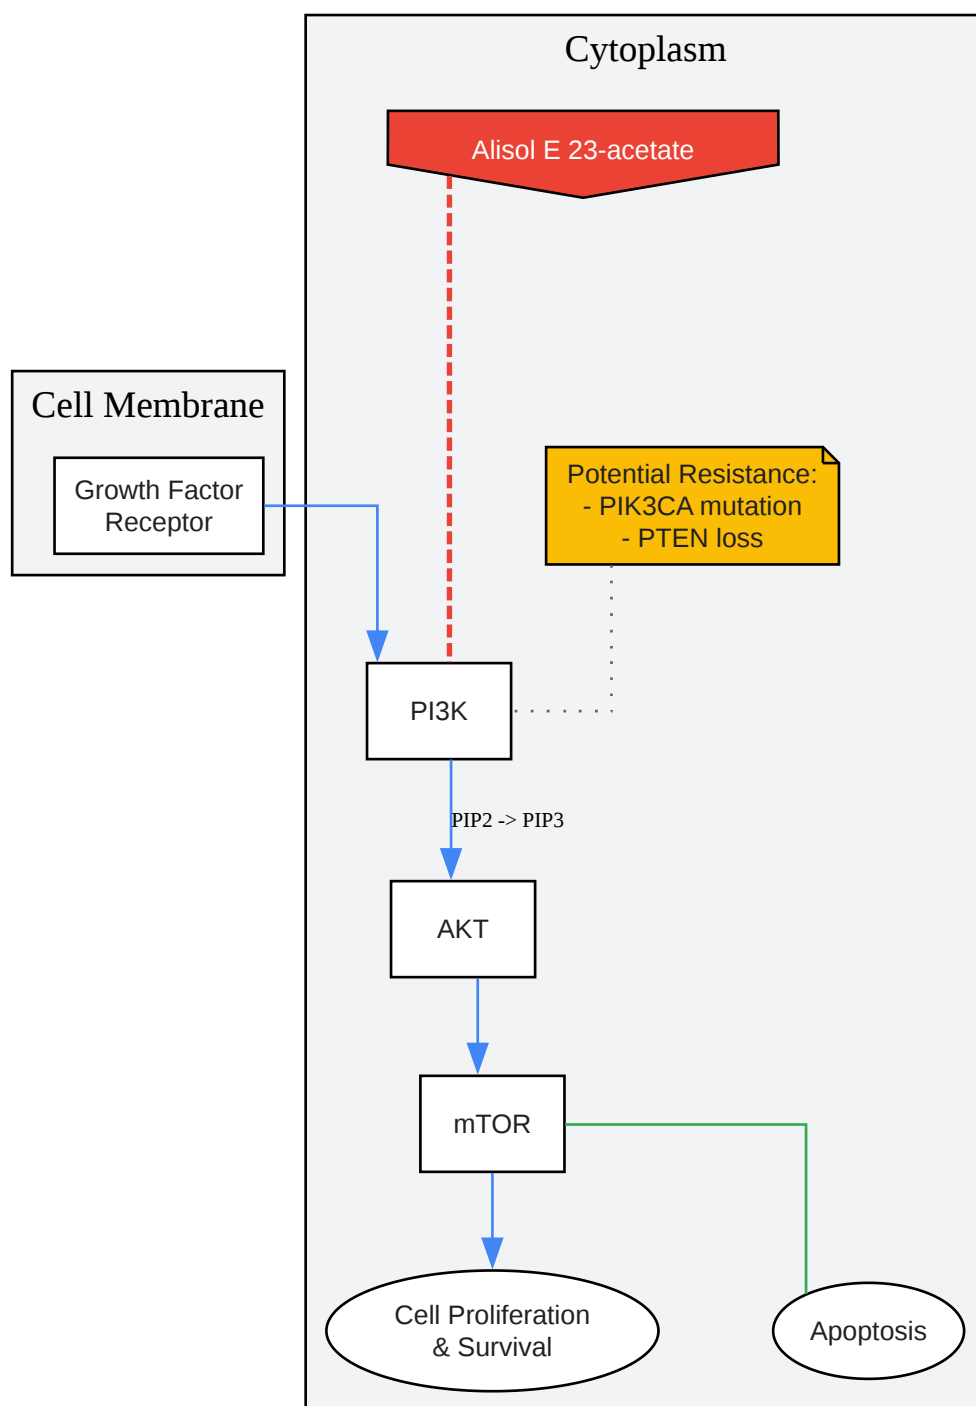 Cytoplasm
Alisol E 23-acetate
Cell Membrane
Growth Factor
Receptor
Potential Resistance:
- PIK3CA mutation
- PTEN loss
PI3K
PIP2 -> PIP3
AKT
mTOR
Cell Proliferation
& Survival
Apoptosis